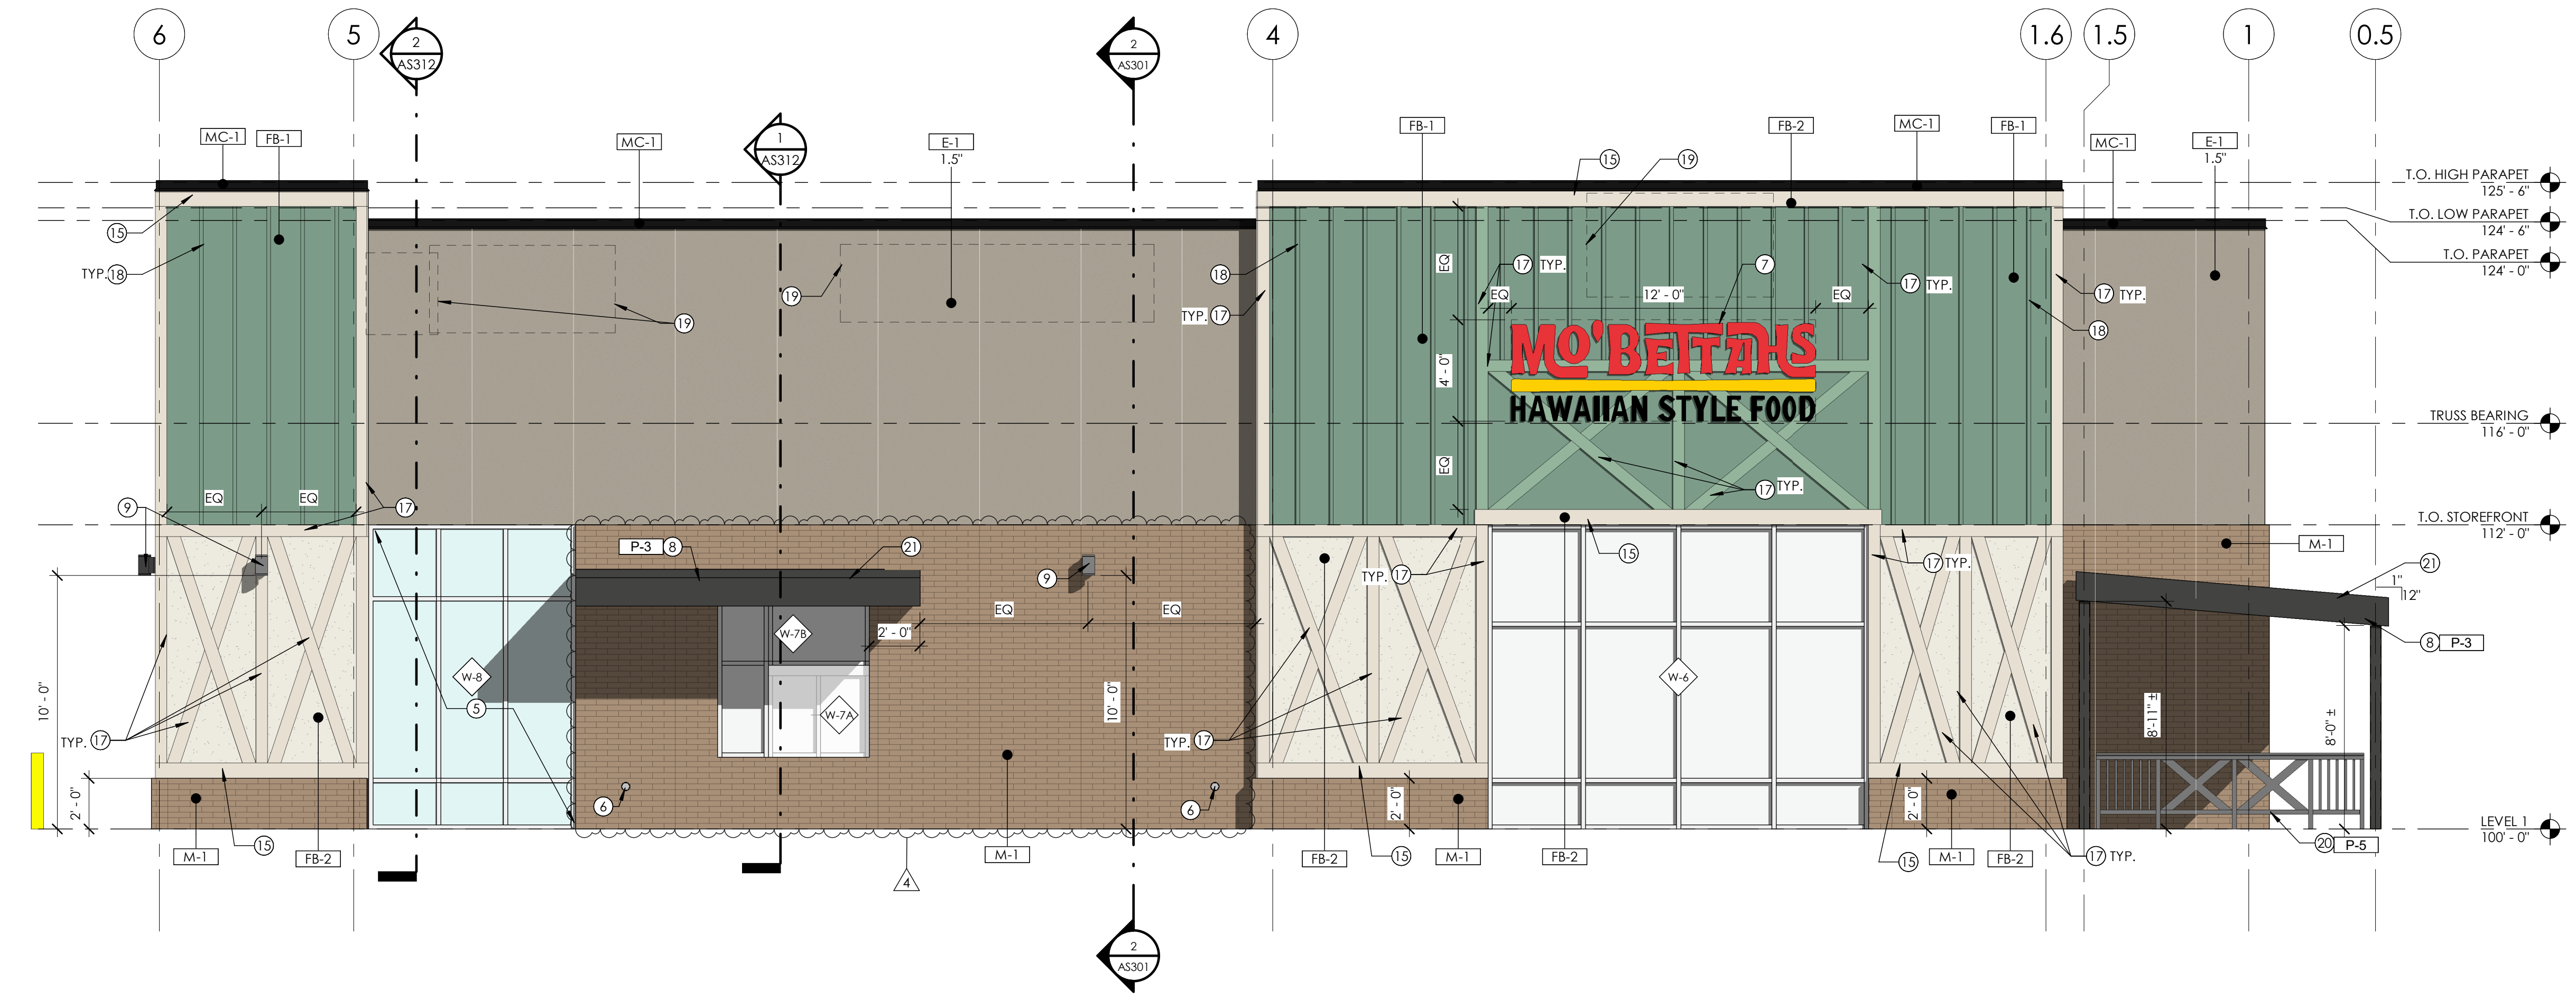 6
5
2
AS312
2
AS301
4
1.6
1.5
1
0.5
MC-1
FB-1
MC-1
1
AS312
E-1
1.5"
FB-1
FB-2
MC-1
FB-1
MC-1
E-1
1.5"
15
19
T.O. HIGH PARAPET
125' - 6"
T.O. LOW PARAPET
124' - 6"
T.O. PARAPET
124' - 0"
15
TYP. 18
19
19
18
TYP. 17
EQ
17 TYP.
7
EQ
12' - 0"
EQ
17 TYP.
17 TYP.
18
MO'BETTAHS
HAWAIIAN STYLE FOOD
4' - 0"
EQ
17 TYP.
TRUSS BEARING
116' - 0"
EQ
EQ
9
17
T.O. STOREFRONT
112' - 0"
P-3 8
21
9
15
TYP. 17
17 TYP.
M-1
21
1"
12"
EQ
EQ
2' - 0"
W-7B
W-8
W-7A
W-6
5
10' - 0"
10' - 0"
8'-11" ±
8'-0" ±
8 P-3
TYP. 17
TYP. 17
2' - 0"
6
6
2' - 0"
2' - 0"
LEVEL 1
100' - 0"
M-1
15
FB-2
4
M-1
FB-2
15
M-1
FB-2
15
M-1
FB-2
17 TYP.
20 P-5
2
AS301